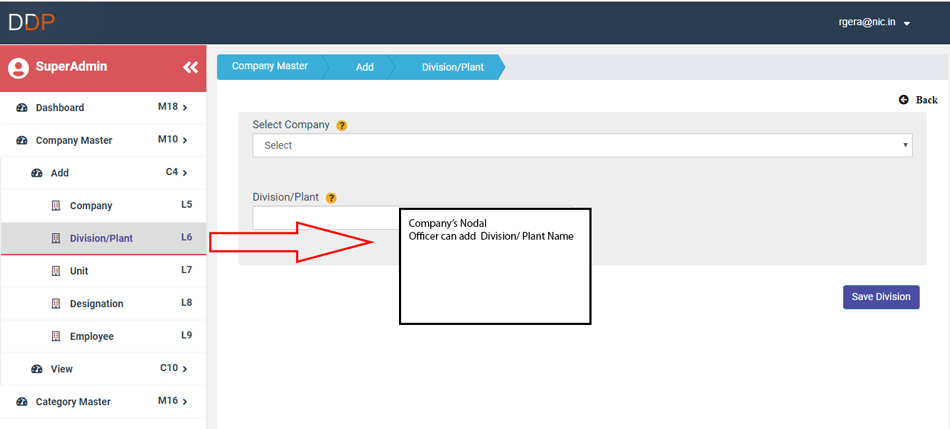 DDP
rgera@nic.in
SuperAdmin
Dashboard M18
Company Master M10
Add C4
Company L5
Division/Plant L6
Unit L7
Designation L8
Employee L9
View C10
Category Master M16
Company Master Add Division/Plant
Back
Select Company ?
Select
Division/Plant ?
Company's Nodal
Officer can add Division/ Plant Name
Save Division